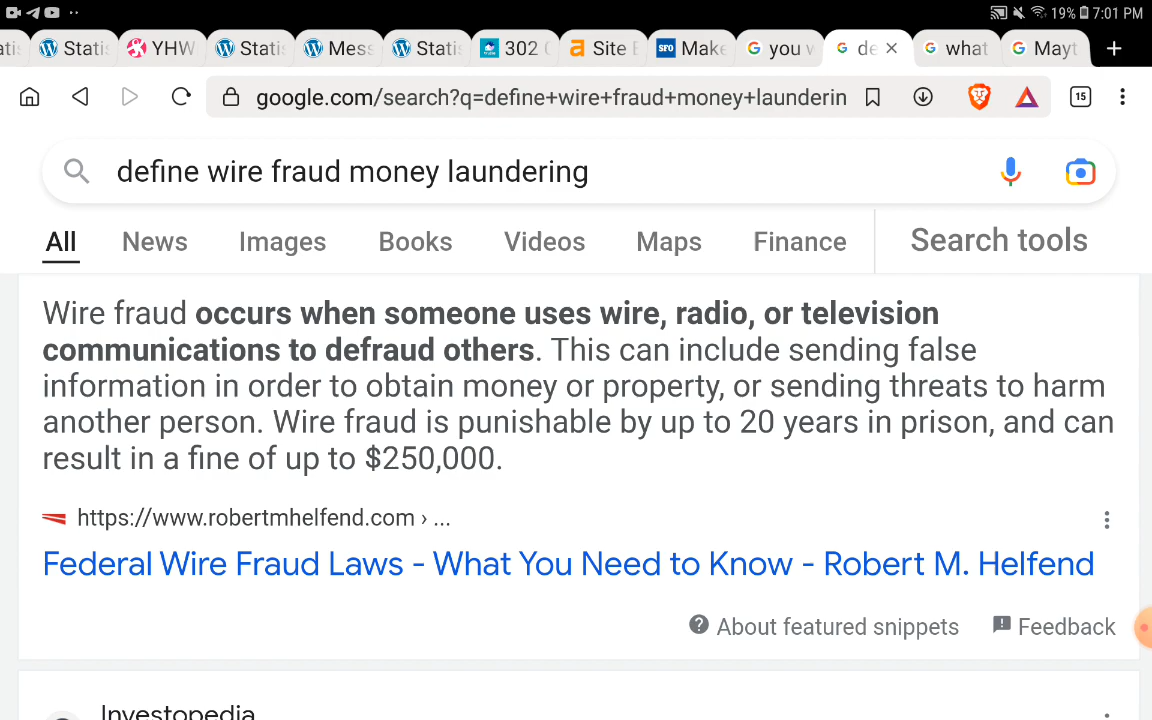 19% 7:01 PM
Stati YHW Stati Mess Stati 302 Site Make you de what Mayt
google.com/search?q=define+wire+fraud+money+launderin 15
define wire fraud money laundering
All News Images Books Videos Maps Finance Search tools
Wire fraud occurs when someone uses wire, radio, or television
communications to defraud others. This can include sending false
information in order to obtain money or property, or sending threats to harm
another person. Wire fraud is punishable by up to 20 years in prison, and can
result in a fine of up to $250,000.
https://www.robertmhelfend.com › ...
Federal Wire Fraud Laws - What You Need to Know - Robert M. Helfend
About featured snippets Feedback
Investopedia